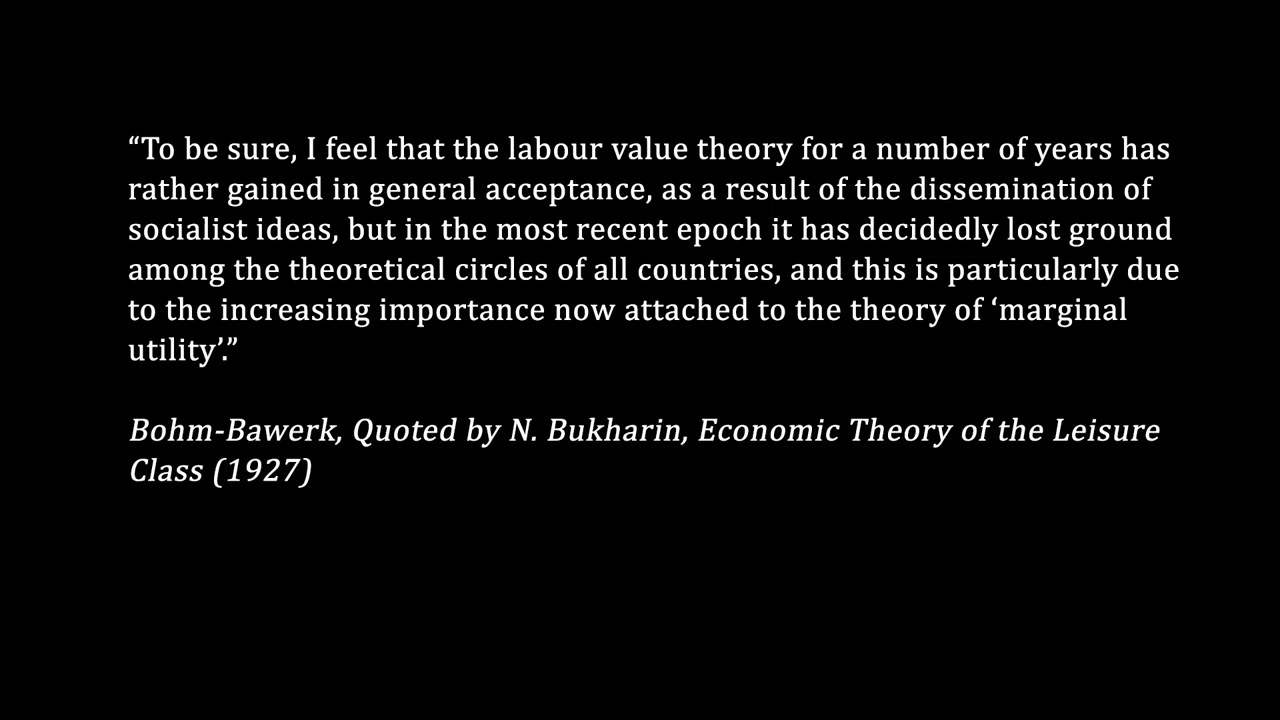 “To be sure, I feel that the labour value theory for a number of years has
rather gained in general acceptance, as a result of the dissemination of
socialist ideas, but in the most recent epoch it has decidedly lost ground
among the theoretical circles of all countries, and this is particularly due
to the increasing importance now attached to the theory of ‘marginal
utility’.”
Bohm-Bawerk, Quoted by N. Bukharin, Economic Theory of the Leisure
Class (1927)